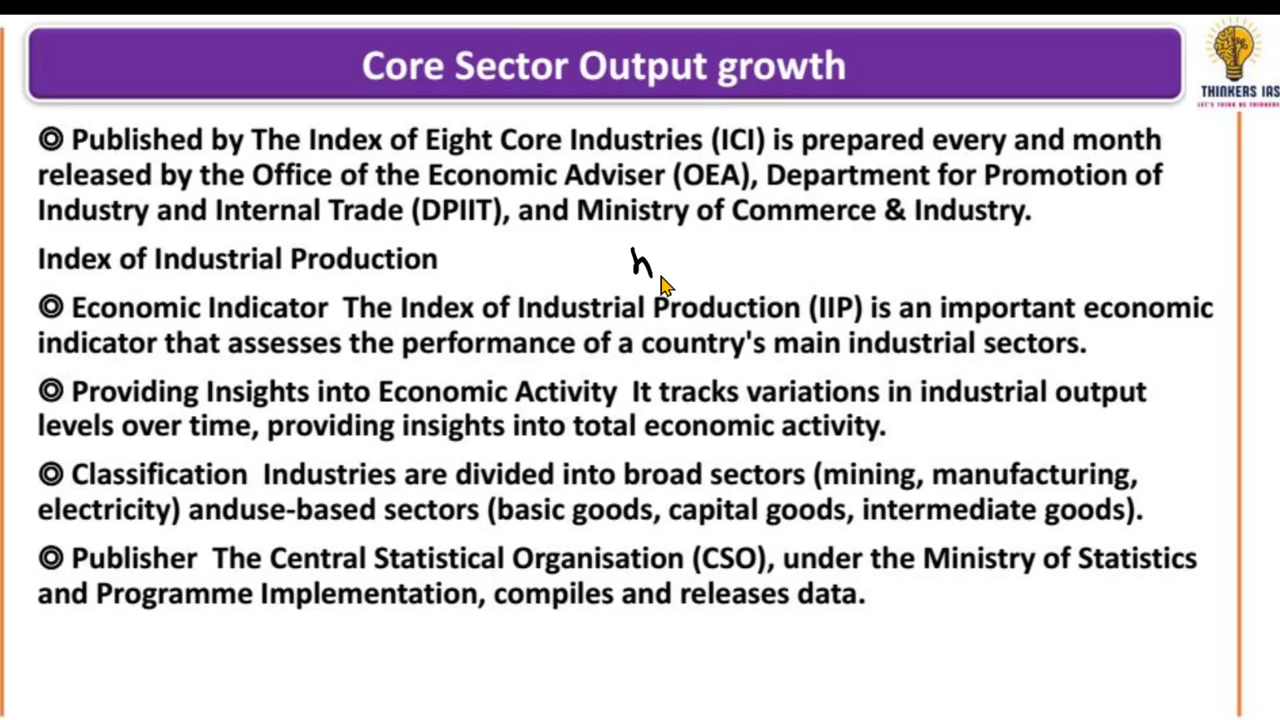 Core Sector Output growth
THINKERS IAS
LET'S THINK BE THINKERS
◎ Published by The Index of Eight Core Industries (ICI) is prepared every and month
released by the Office of the Economic Adviser (OEA), Department for Promotion of
Industry and Internal Trade (DPIIT), and Ministry of Commerce & Industry.
Index of Industrial Production
h
◎ Economic Indicator The Index of Industrial Production (IIP) is an important economic
indicator that assesses the performance of a country's main industrial sectors.
◎ Providing Insights into Economic Activity It tracks variations in industrial output
levels over time, providing insights into total economic activity.
◎ Classification Industries are divided into broad sectors (mining, manufacturing,
electricity) anduse-based sectors (basic goods, capital goods, intermediate goods).
◎ Publisher The Central Statistical Organisation (CSO), under the Ministry of Statistics
and Programme Implementation, compiles and releases data.